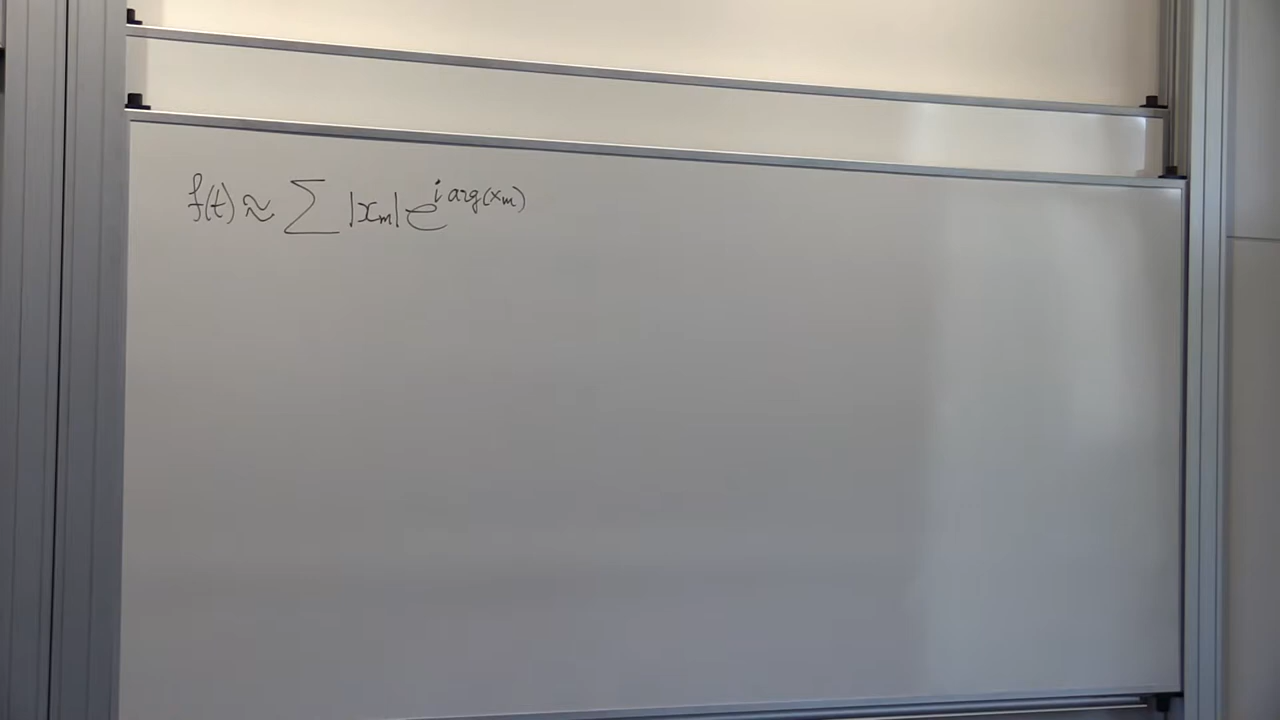 f(t) ≈ ∑ |x_m| e^{i arg(x_m)}